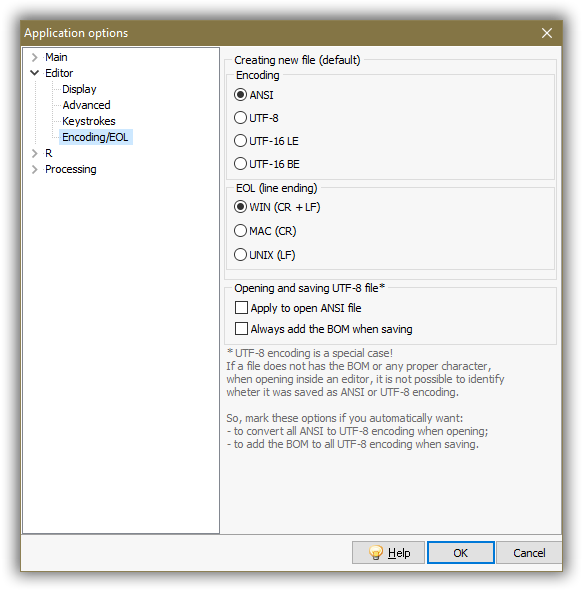 Application options
Main
Editor
Display
Advanced
Keystrokes
Encoding/EOL
R
Processing
Creating new file (default)
Encoding
ANSI
UTF-8
UTF-16 LE
UTF-16 BE
EOL (line ending)
WIN (CR + LF)
MAC (CR)
UNIX (LF)
Opening and saving UTF-8 file*
Apply to open ANSI file
Always add the BOM when saving
* UTF-8 encoding is a special case!
If a file does not has the BOM or any proper character,
when opening inside an editor, it is not possible to identify
wheter it was saved as ANSI or UTF-8 encoding.
So, mark these options if you automatically want:
- to convert all ANSI to UTF-8 encoding when opening;
- to add the BOM to all UTF-8 encoding when saving.
Help
OK
Cancel